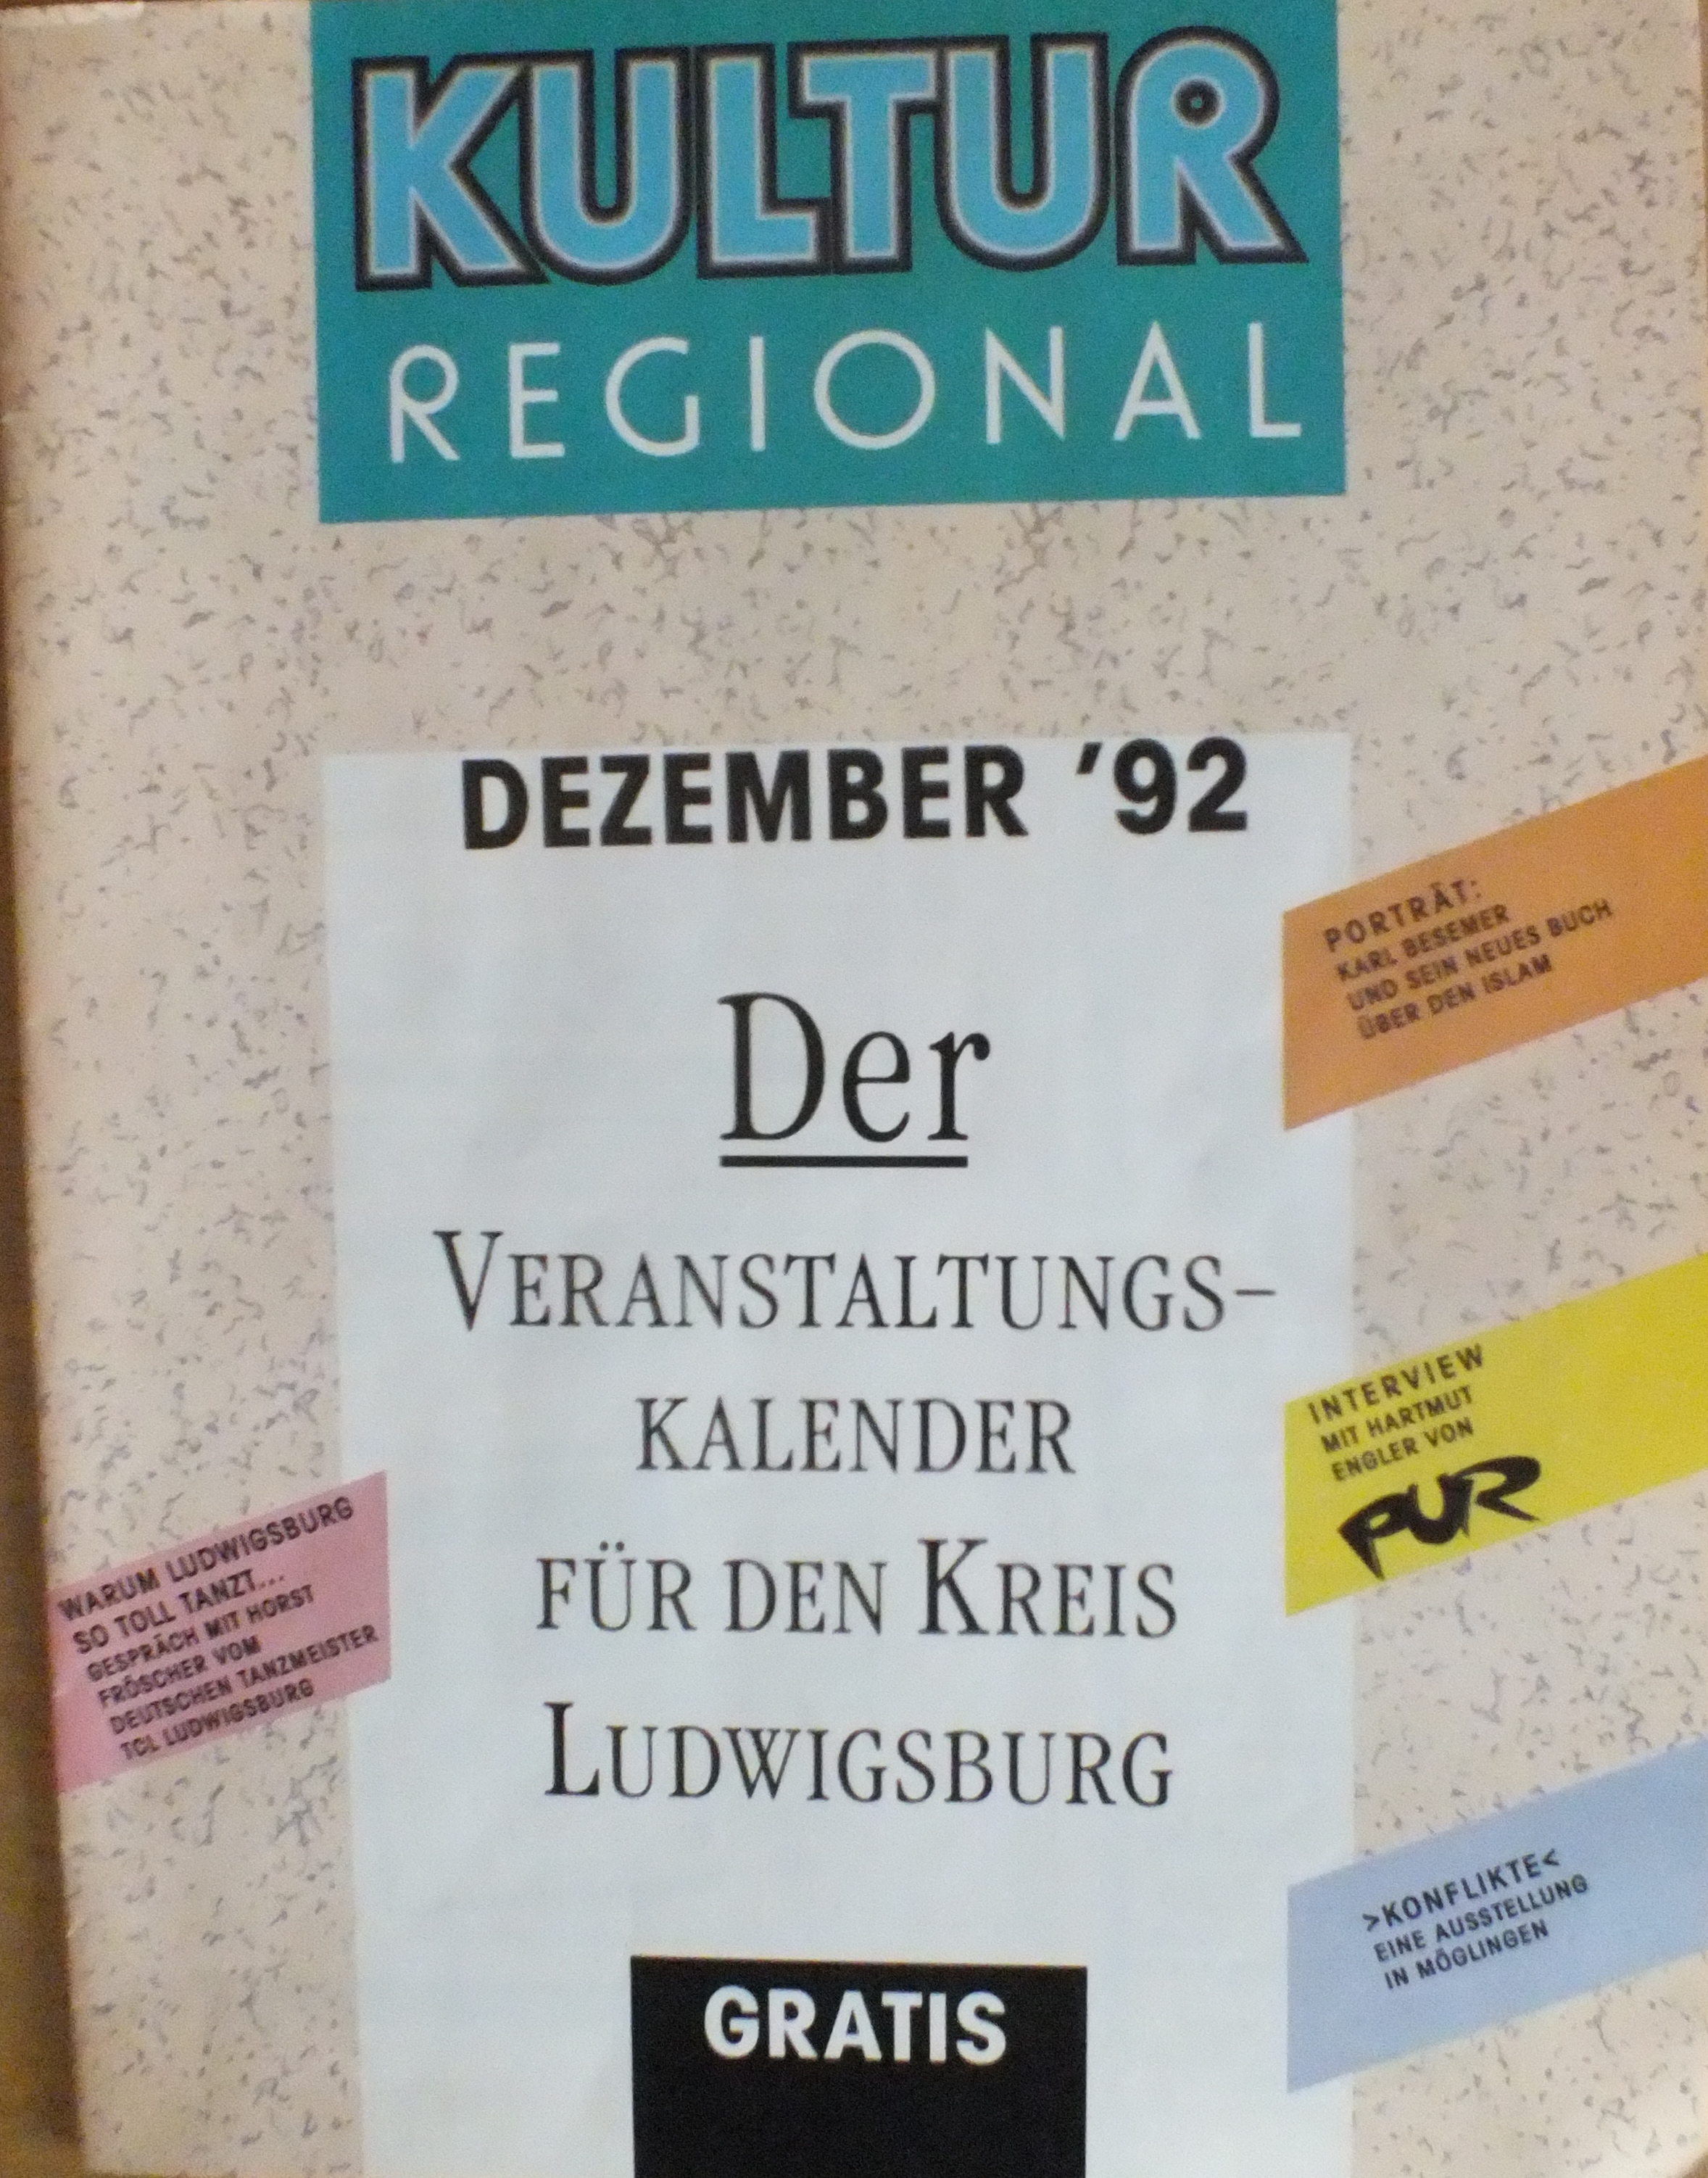 KULTUR
REGIONAL
DEZEMBER '92
Der
VERANSTALTUNGS-
KALENDER
FÜR DEN KREIS
LUDWIGSBURG
GRATIS
PORTRÄT:
KARL BESEMER
UND SEIN NEUES BUCH
ÜBER DEN ISLAM
INTERVIEW
MIT HARTMUT
ENGLER VON
PUR
WARUM LUDWIGSBURG
SO TOLL TANZT...
GESPRÄCH MIT HORST
FRÖSCHER VOM
DEUTSCHEN TANZMEISTER
TCL LUDWIGSBURG
>KONFLIKTE<
EINE AUSSTELLUNG
IN MÖGLINGEN